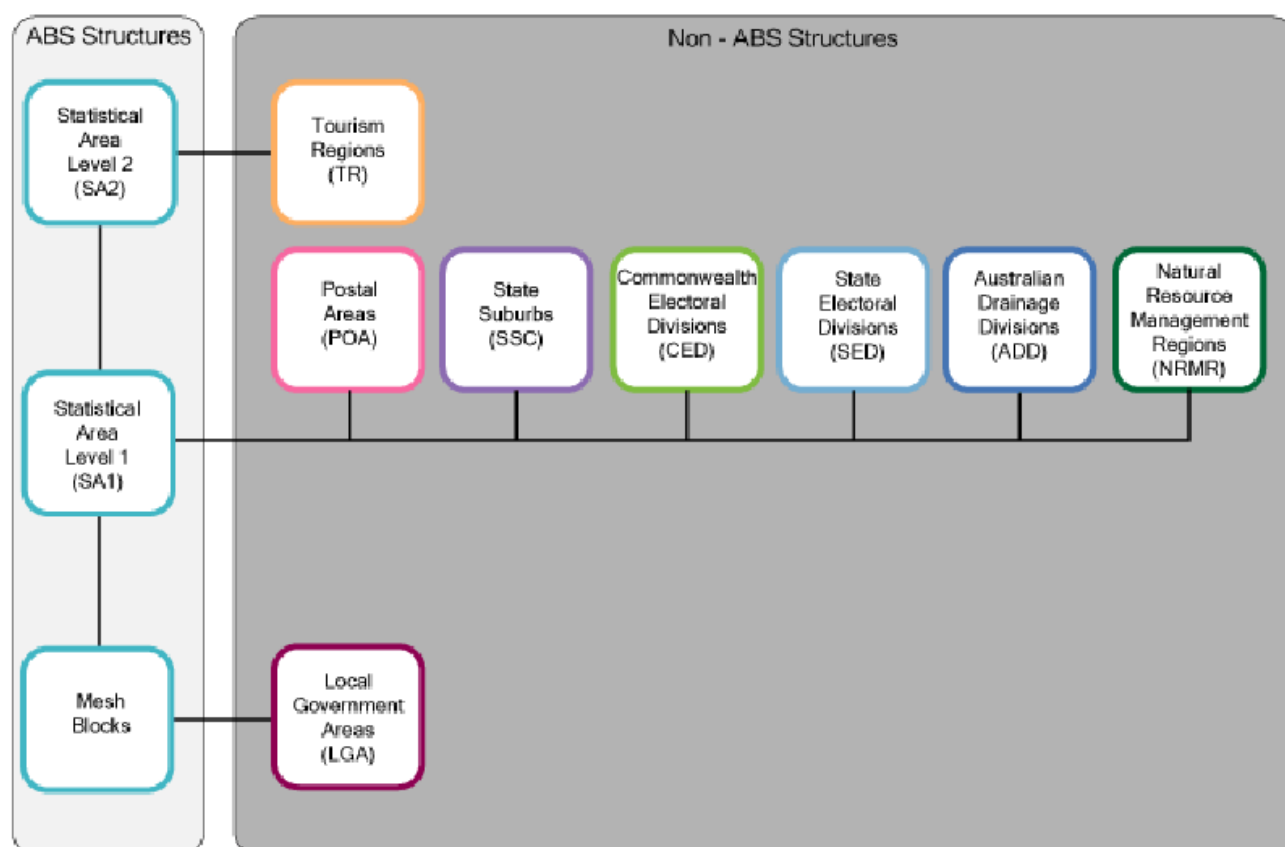 ABS Structures
Non - ABS Structures
Statistical
Area
Level 2
(SA2)
Tourism
Regions
(TR)
Postal
Areas
(POA)
State
Suburbs
(SSC)
Commonwealth
Electoral
Divisions
(CED)
State
Electoral
Divisions
(SED)
Australian
Drainage
Divisions
(ADD)
Natural
Resource
Management
Regions
(NRMR)
Statistical
Area
Level 1
(SA1)
Mesh
Blocks
Local
Government
Areas
(LGA)